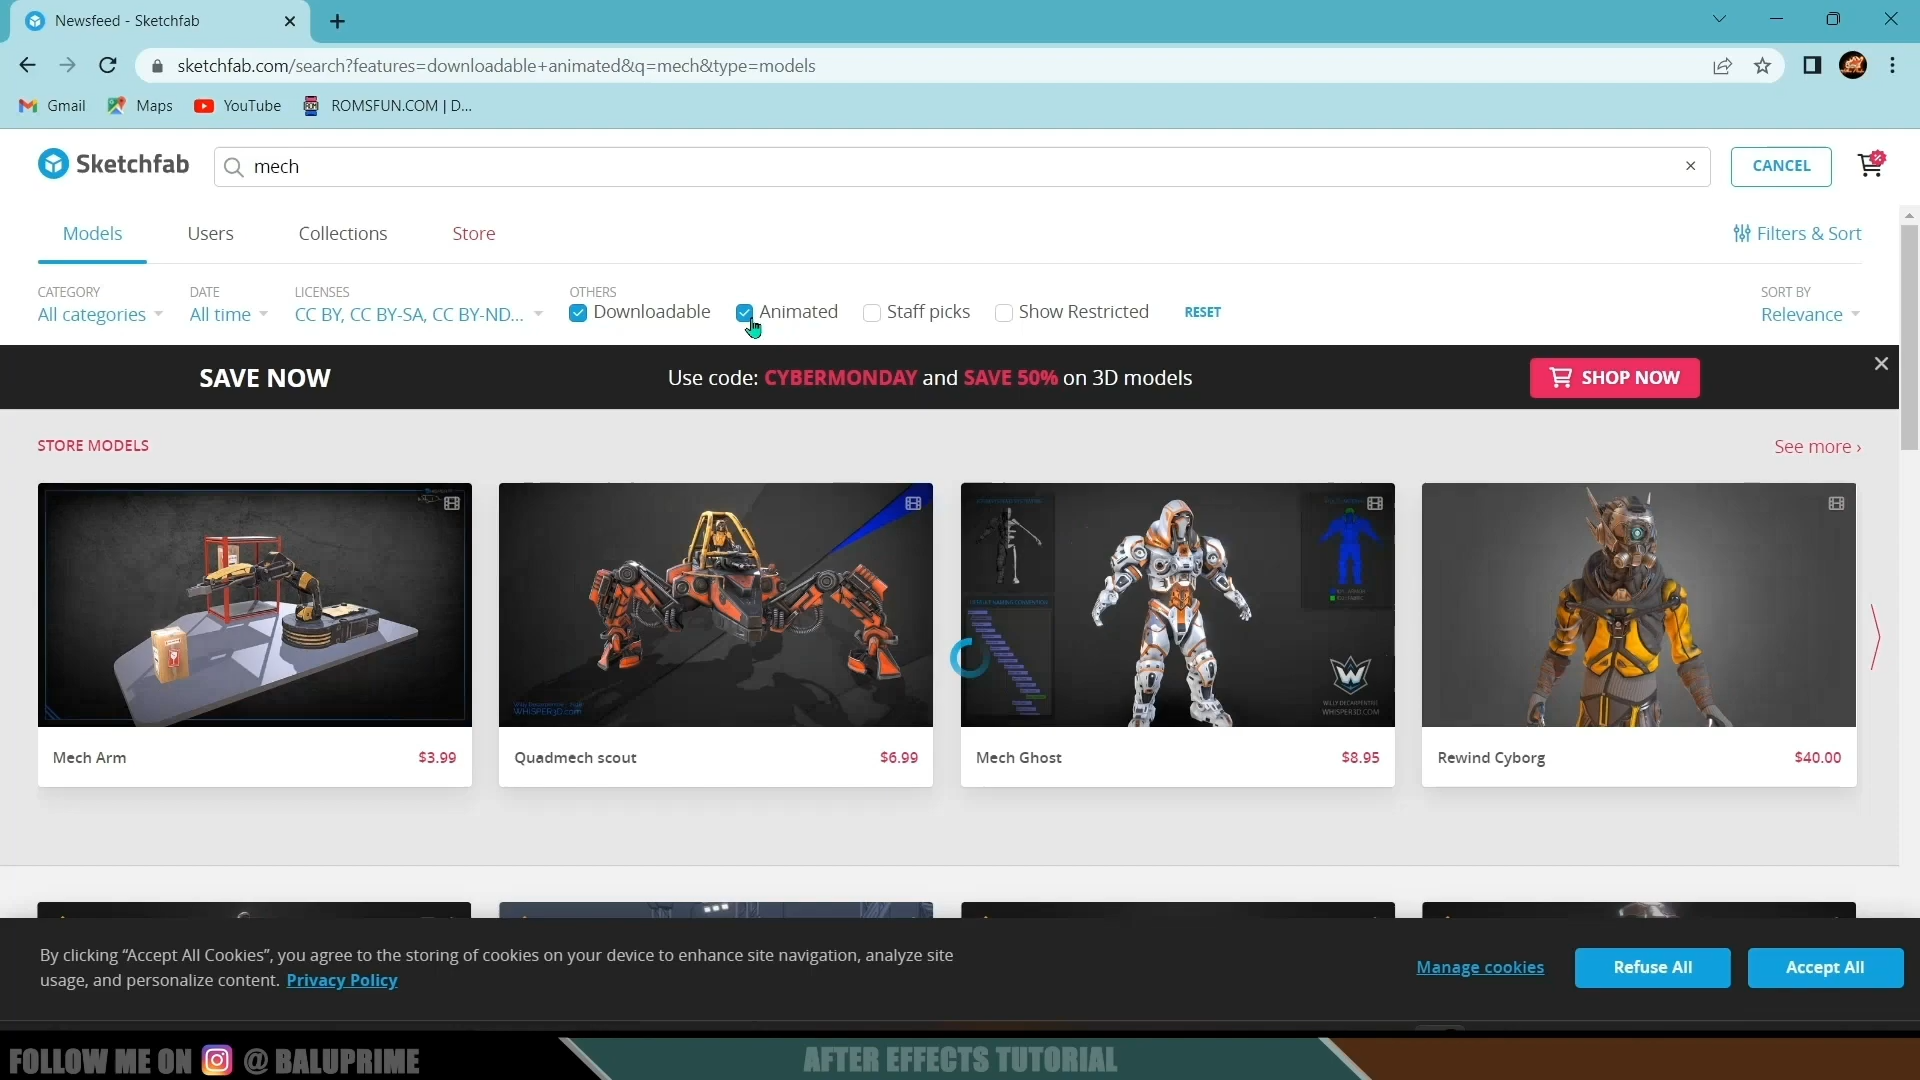 Newsfeed - Sketchfab
sketchfab.com/search?features=downloadable+animated&q=mech&type=models
Gmail
Maps
YouTube
ROMSFUN.COM | D...
Sketchfab
mech
CANCEL
Models
Users
Collections
Store
Filters & Sort
CATEGORY
All categories
DATE
All time
LICENSES
CC BY, CC BY-SA, CC BY-ND...
OTHERS
Downloadable
Animated
Staff picks
Show Restricted
RESET
SORT BY
Relevance
SAVE NOW
Use code: CYBERMONDAY and SAVE 50% on 3D models
SHOP NOW
STORE MODELS
See more ›
WHISPER3D.com
WILLY DECARPENTRIE
WHISPER3D.COM
Mech Arm
$3.99
Quadmech scout
$6.99
Mech Ghost
$8.95
Rewind Cyborg
$40.00
By clicking “Accept All Cookies”, you agree to the storing of cookies on your device to enhance site navigation, analyze site
usage, and personalize content. Privacy Policy
Manage cookies
Refuse All
Accept All
FOLLOW ME ON @ BALUPRIME
AFTER EFFECTS TUTORIAL